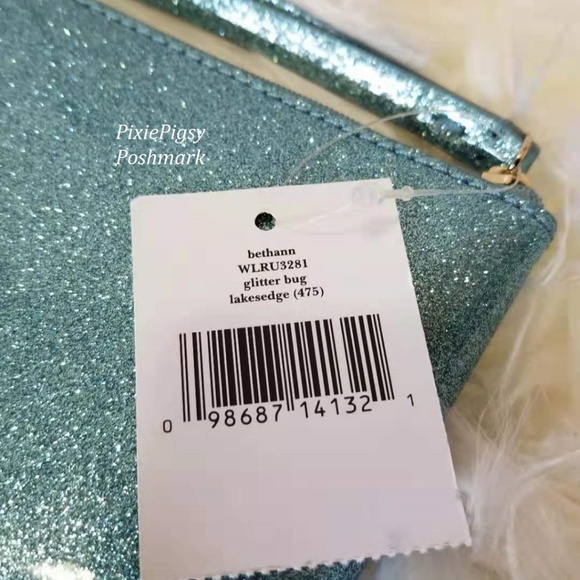 PixiePigsy
Poshmark
bethann
WLRU3281
glitter bug
lakesedge (475)
0 98687 14132 1